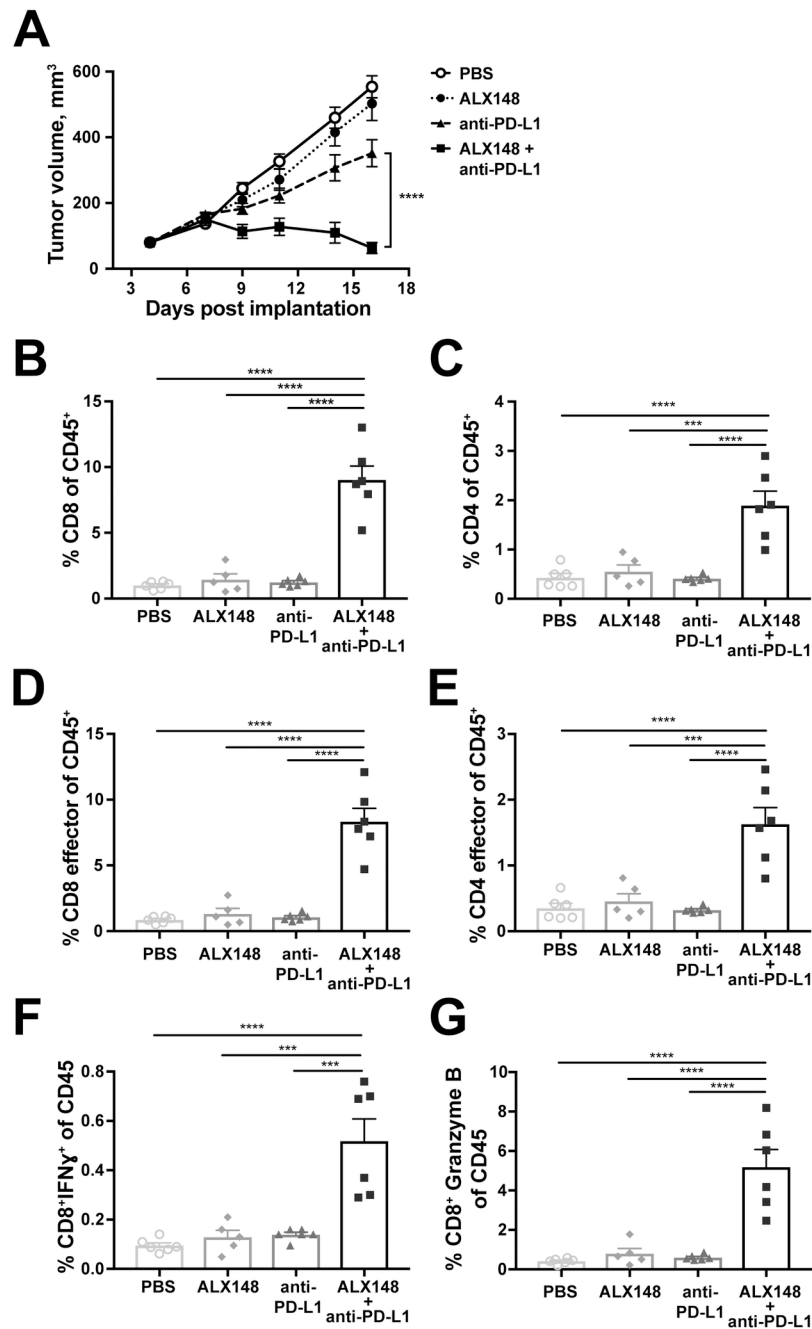 A
Tumor volume, mm³
600
400
200
0
3 6 9 12 15 18
Days post implantation
PBS
ALX148
anti-PD-L1
ALX148 +
anti-PD-L1
****
B
% CD8 of CD45⁺
15
10
5
0
****
****
****
PBS ALX148 anti-PD-L1 ALX148 + anti-PD-L1
C
% CD4 of CD45⁺
4
3
2
1
0
****
***
****
PBS ALX148 anti-PD-L1 ALX148 + anti-PD-L1
D
% CD8 effector of CD45⁺
15
10
5
0
****
****
****
PBS ALX148 anti-PD-L1 ALX148 + anti-PD-L1
E
% CD4 effector of CD45⁺
3
2
1
0
****
***
****
PBS ALX148 anti-PD-L1 ALX148 + anti-PD-L1
F
% CD8⁺IFNɣ⁺ of CD45
0.8
0.6
0.4
0.2
0.0
****
***
***
PBS ALX148 anti-PD-L1 ALX148 + anti-PD-L1
G
% CD8⁺ Granzyme B
of CD45
10
8
6
4
2
0
****
****
****
PBS ALX148 anti-PD-L1 ALX148 + anti-PD-L1